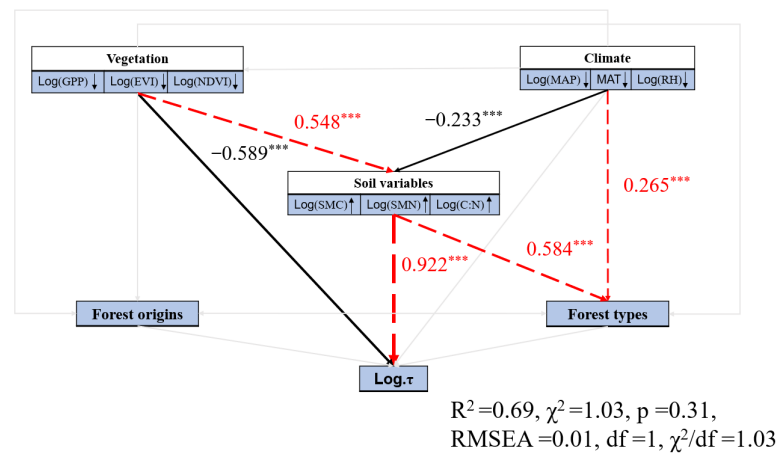 Vegetation
Log(GPP)↓ Log(EVI)↓ Log(NDVI)↓
Climate
Log(MAP)↓ MAT↓ Log(RH)↓
0.548***
−0.233***
−0.589***
Soil variables
Log(SMC)↑ Log(SMN)↑ Log(C:N)↑
0.265***
0.922***
0.584***
Forest origins
Forest types
Log.τ
R² =0.69, χ² =1.03, p =0.31,
RMSEA =0.01, df =1, χ²/df =1.03